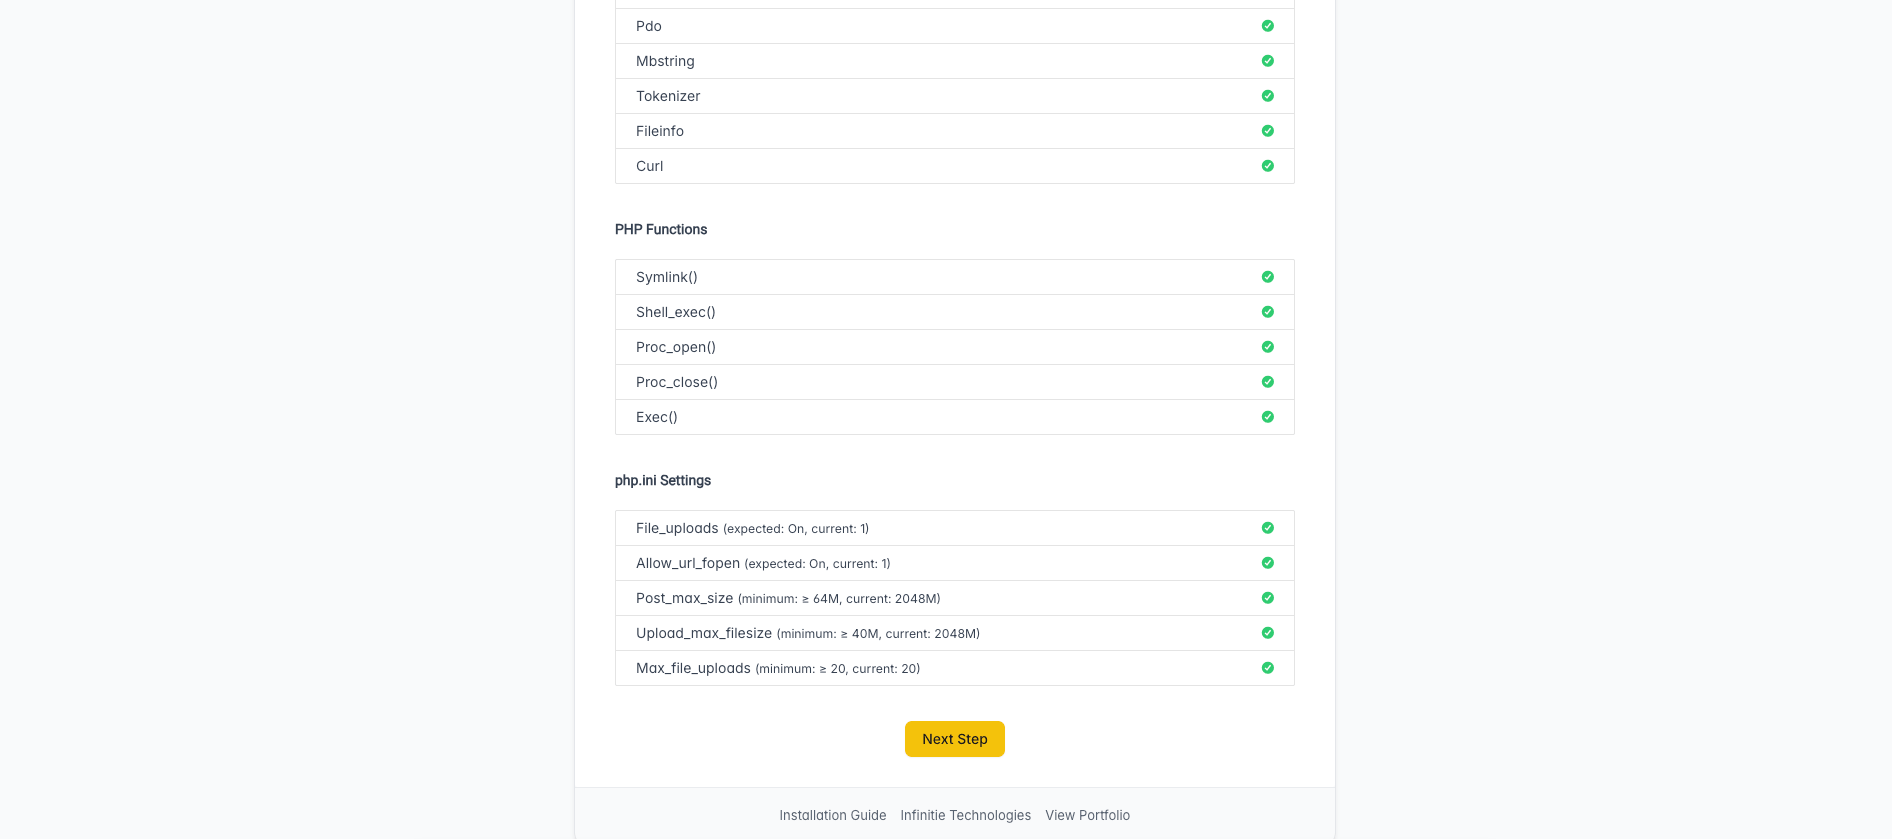 Pdo
Mbstring
Tokenizer
Fileinfo
Curl
PHP Functions
Symlink()
Shell_exec()
Proc_open()
Proc_close()
Exec()
php.ini Settings
File_uploads (expected: On, current: 1)
Allow_url_fopen (expected: On, current: 1)
Post_max_size (minimum: ≥ 64M, current: 2048M)
Upload_max_filesize (minimum: ≥ 40M, current: 2048M)
Max_file_uploads (minimum: ≥ 20, current: 20)
Next Step
Installation Guide Infinitie Technologies View Portfolio